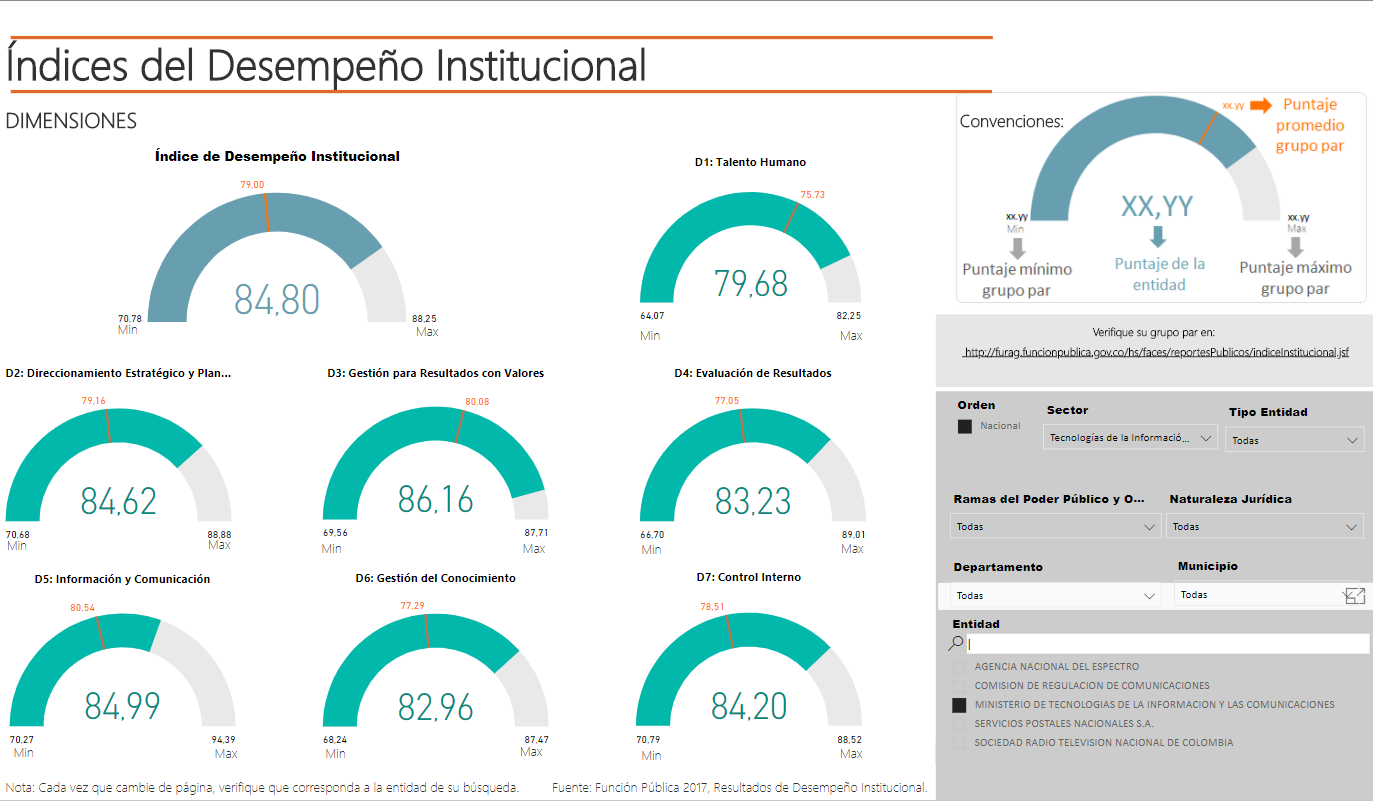 Índices del Desempeño Institucional
DIMENSIONES
Índice de Desempeño Institucional
79,00
84,80
70,78
Min
88,25
Max
D1: Talento Humano
75,73
79,68
64,07
Min
82,25
Max
D2: Direccionamiento Estratégico y Plan...
79,16
84,62
70,68
Min
88,88
Max
D3: Gestión para Resultados con Valores
80,08
86,16
69,56
Min
87,71
Max
D4: Evaluación de Resultados
77,05
83,23
66,70
Min
89,01
Max
D5: Información y Comunicación
80,54
84,99
70,27
Min
94,39
Max
D6: Gestión del Conocimiento
77,29
82,96
68,24
Min
87,47
Max
D7: Control Interno
78,51
84,20
70,79
Min
88,52
Max
Nota: Cada vez que cambie de página, verifique que corresponda a la entidad de su búsqueda.
Fuente: Función Pública 2017, Resultados de Desempeño Institucional.
Convenciones:
xx.yy
Puntaje
promedio
grupo par
XX,YY
xx.yy
Min
xx.yy
Max
Puntaje mínimo
grupo par
Puntaje de la
entidad
Puntaje máximo
grupo par
Verifique su grupo par en:
http://furag.funcionpublica.gov.co/hs/faces/reportesPublicos/indiceInstitucional.jsf
Orden
Nacional
Sector
Tecnologías de la Informació...
Tipo Entidad
Todas
Ramas del Poder Público y O...
Todas
Naturaleza Jurídica
Todas
Departamento
Todas
Municipio
Todas
Entidad
AGENCIA NACIONAL DEL ESPECTRO
COMISION DE REGULACION DE COMUNICACIONES
MINISTERIO DE TECNOLOGIAS DE LA INFORMACION Y LAS COMUNICACIONES
SERVICIOS POSTALES NACIONALES S.A.
SOCIEDAD RADIO TELEVISION NACIONAL DE COLOMBIA